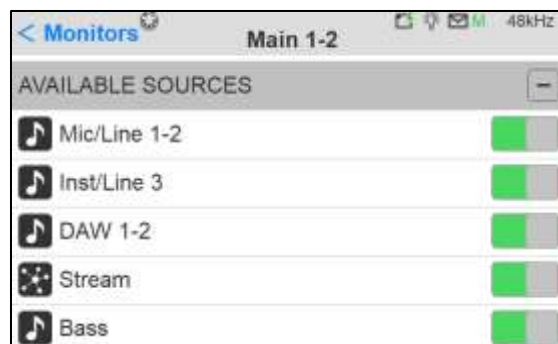 < Monitors
Main 1-2
M 48kHz
AVAILABLE SOURCES
Mic/Line 1-2
Inst/Line 3
DAW 1-2
Stream
Bass